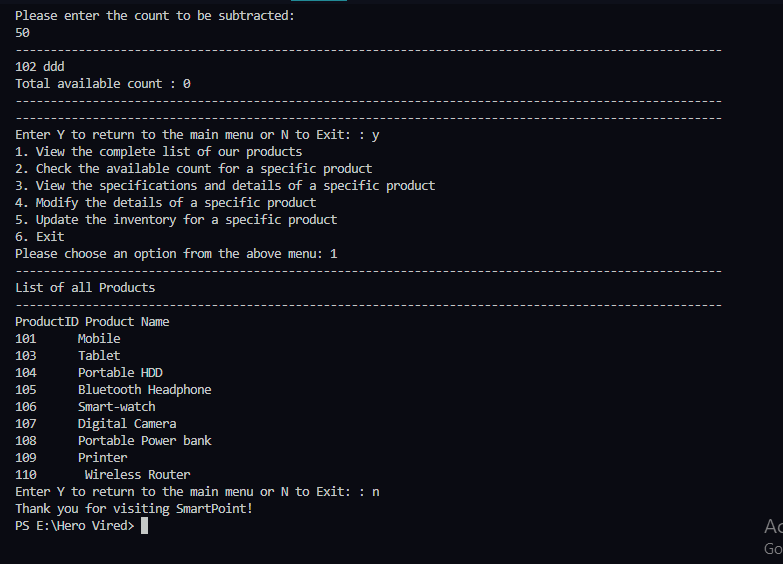 Please enter the count to be subtracted:
50
-----------------------------------------------------------------------------------------------------
102 ddd
Total available count : 0
-----------------------------------------------------------------------------------------------------
-----------------------------------------------------------------------------------------------------
Enter Y to return to the main menu or N to Exit: : y
1. View the complete list of our products
2. Check the available count for a specific product
3. View the specifications and details of a specific product
4. Modify the details of a specific product
5. Update the inventory for a specific product
6. Exit
Please choose an option from the above menu: 1
-----------------------------------------------------------------------------------------------------
List of all Products
-----------------------------------------------------------------------------------------------------
ProductID Product Name
101      Mobile
103      Tablet
104      Portable HDD
105      Bluetooth Headphone
106      Smart-watch
107      Digital Camera
108      Portable Power bank
109      Printer
110       Wireless Router
Enter Y to return to the main menu or N to Exit: : n
Thank you for visiting SmartPoint!
PS E:\Hero Vired>
Go